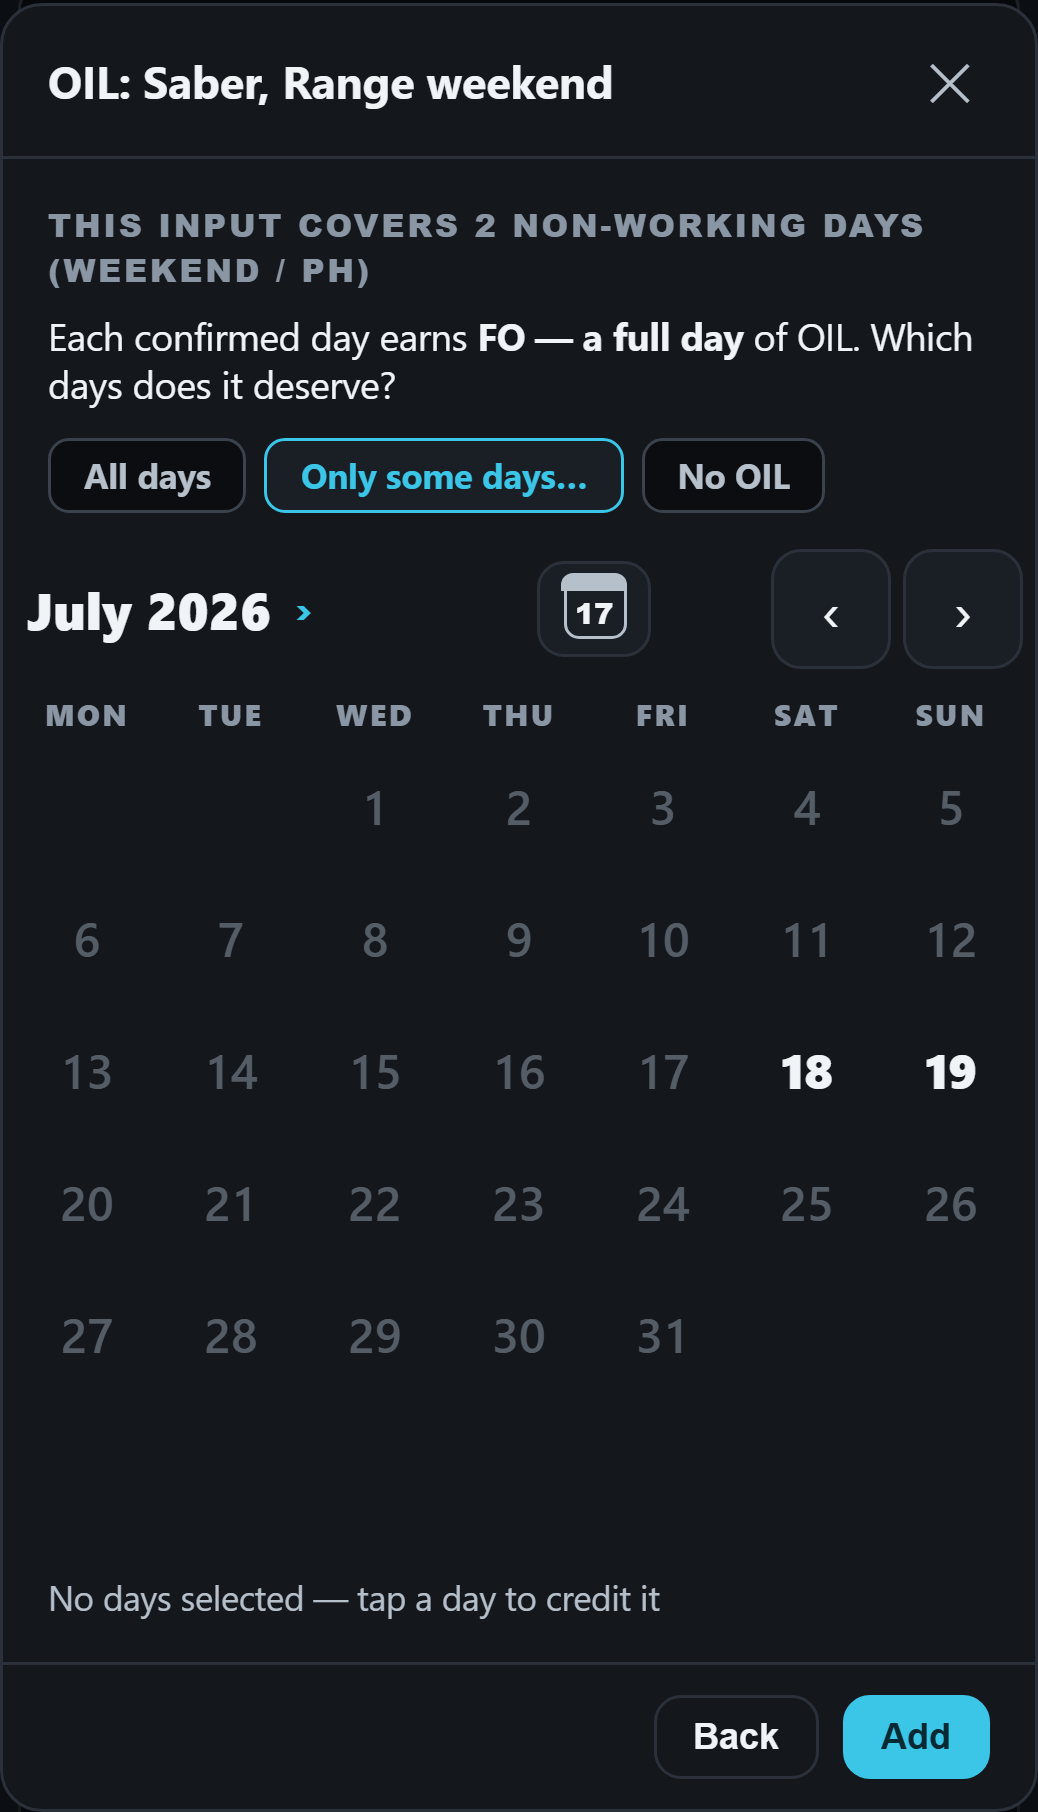 OIL: Saber, Range weekend
THIS INPUT COVERS 2 NON-WORKING DAYS
(WEEKEND / PH)
Each confirmed day earns FO — a full day of OIL. Which
days does it deserve?
All days Only some days... No OIL
July 2026 › 17 ‹ ›
MON TUE WED THU FRI SAT SUN
1 2 3 4 5
6 7 8 9 10 11 12
13 14 15 16 17 18 19
20 21 22 23 24 25 26
27 28 29 30 31
No days selected — tap a day to credit it
Back Add